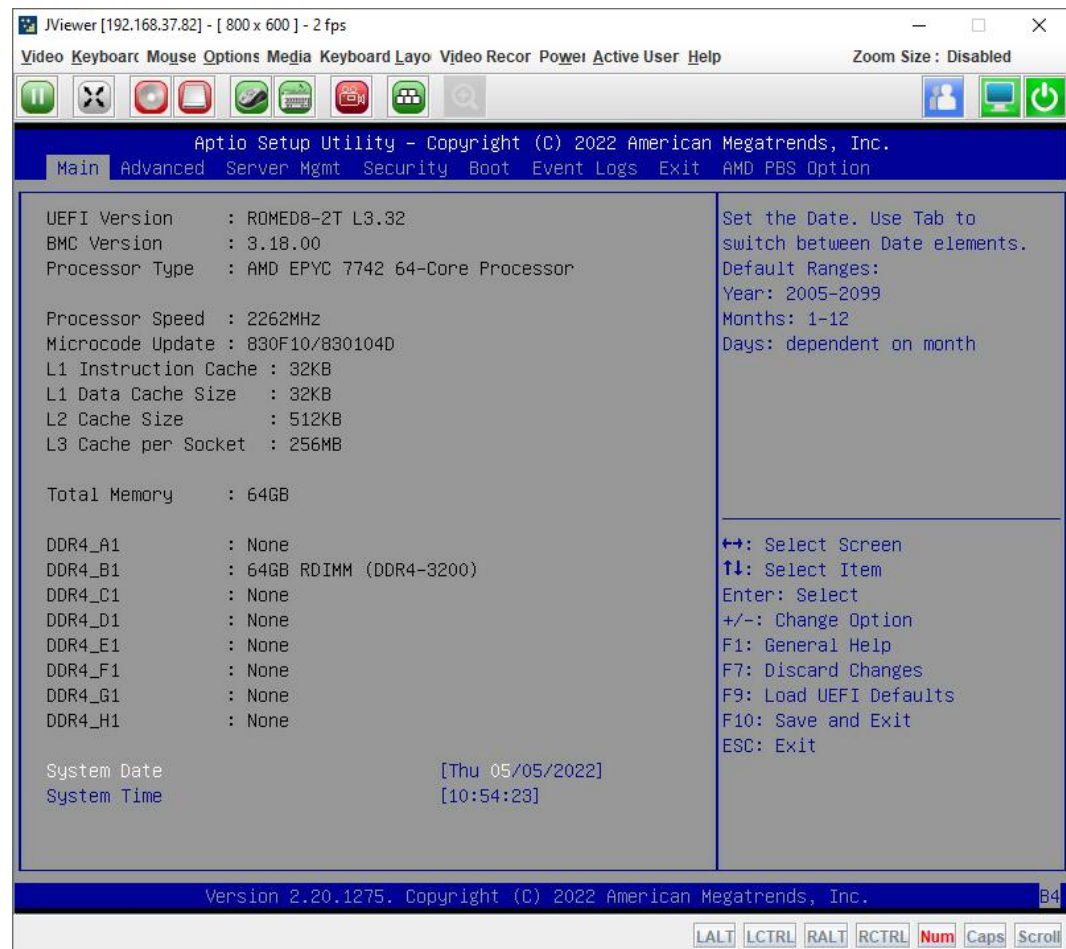 JViewer [192.168.37.82] - [ 800 x 600 ] - 2 fps
Video Keyboarc Mouse Options Media Keyboard Layo Video Recor Power Active User Help Zoom Size : Disabled
Aptio Setup Utility – Copyright (C) 2022 American Megatrends, Inc.
Main Advanced Server Mgmt Security Boot Event Logs Exit AMD PBS Option
UEFI Version : ROMED8-2T L3.32
BMC Version : 3.18.00
Processor Type : AMD EPYC 7742 64-Core Processor
Processor Speed : 2262MHz
Microcode Update : 830F10/830104D
L1 Instruction Cache : 32KB
L1 Data Cache Size : 32KB
L2 Cache Size : 512KB
L3 Cache per Socket : 256MB
Total Memory : 64GB
DDR4_A1 : None
DDR4_B1 : 64GB RDIMM (DDR4-3200)
DDR4_C1 : None
DDR4_D1 : None
DDR4_E1 : None
DDR4_F1 : None
DDR4_G1 : None
DDR4_H1 : None
System Date [Thu 05/05/2022]
System Time [10:54:23]
Set the Date. Use Tab to
switch between Date elements.
Default Ranges:
Year: 2005-2099
Months: 1-12
Days: dependent on month
↔: Select Screen
↑↓: Select Item
Enter: Select
+/-: Change Option
F1: General Help
F7: Discard Changes
F9: Load UEFI Defaults
F10: Save and Exit
ESC: Exit
Version 2.20.1275. Copyright (C) 2022 American Megatrends, Inc.
B4
LALT LCTRL RALT RCTRL Num Caps Scroll